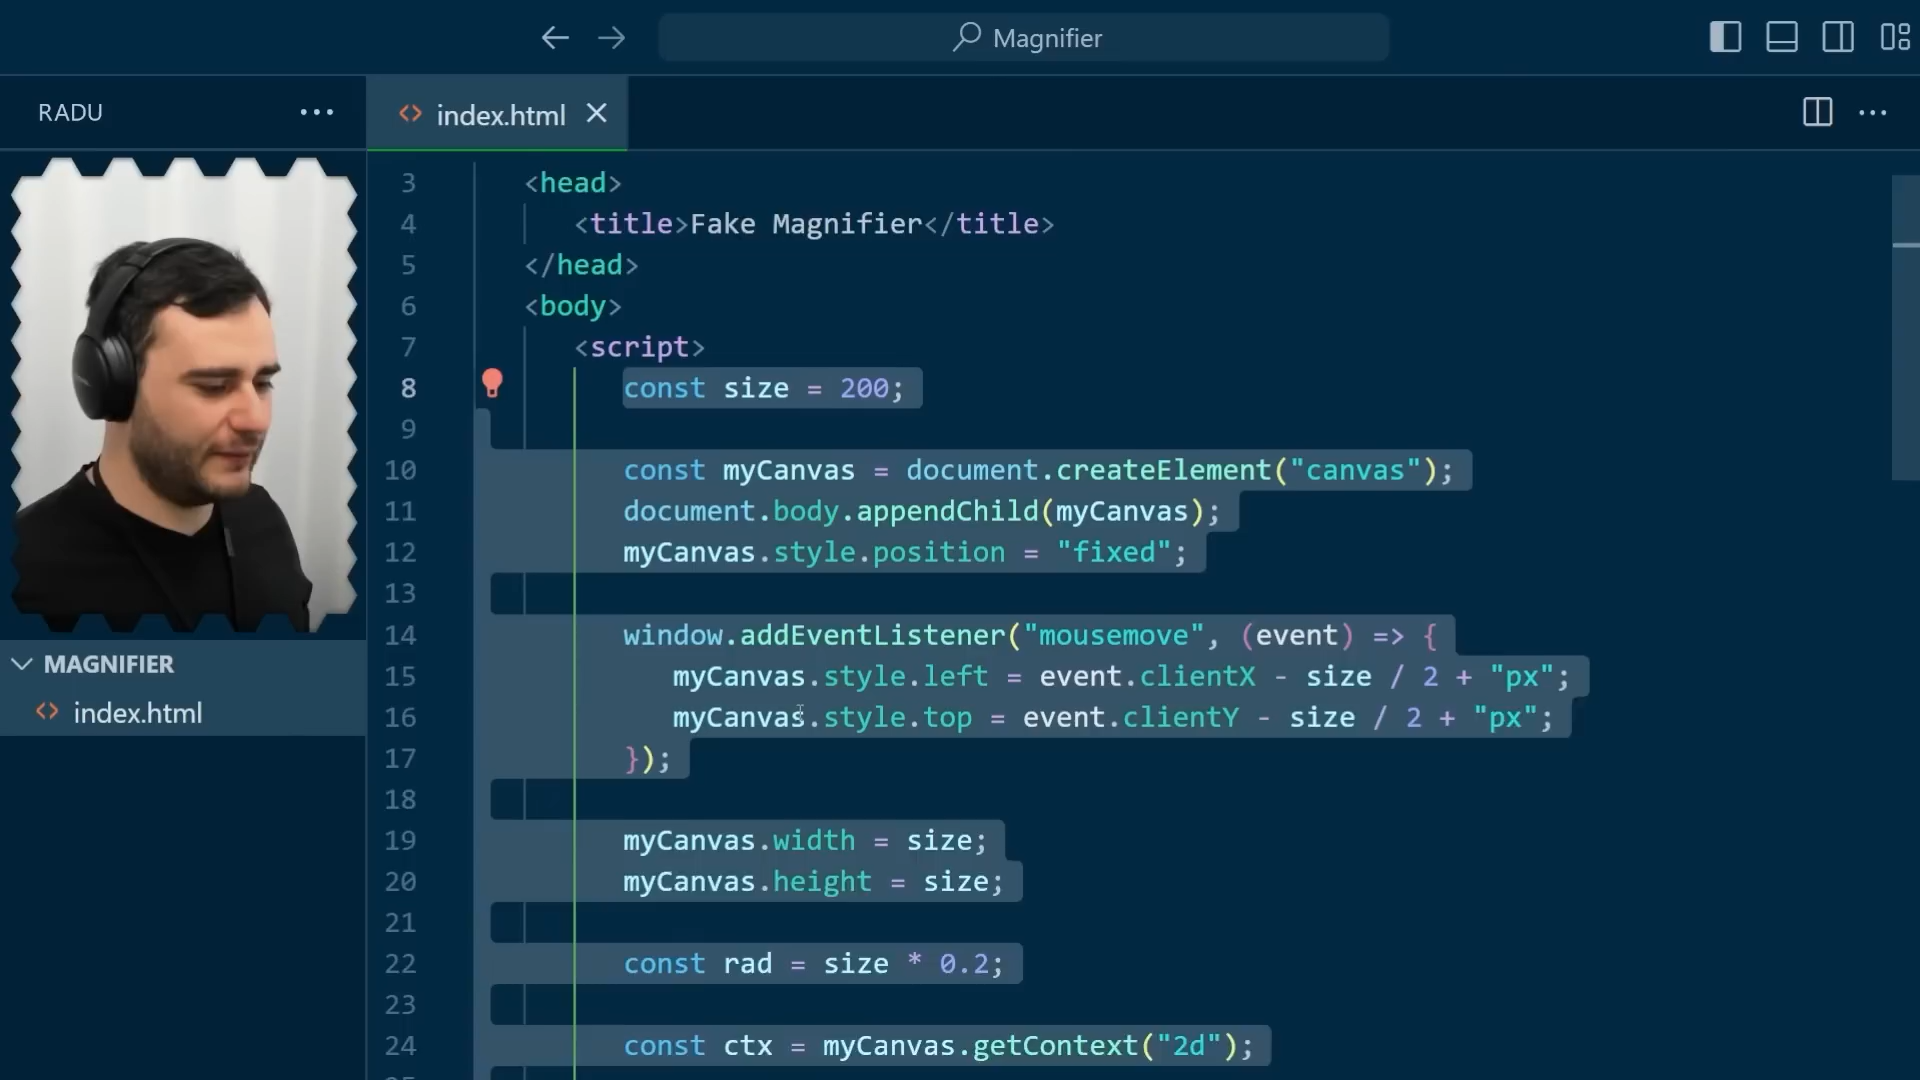 Magnifier
RADU
index.html
3 <head>
4 <title>Fake Magnifier</title>
5 </head>
6 <body>
7 <script>
8 const size = 200;
9
10 const myCanvas = document.createElement("canvas");
11 document.body.appendChild(myCanvas);
12 myCanvas.style.position = "fixed";
13
14 window.addEventListener("mousemove", (event) => {
15 myCanvas.style.left = event.clientX - size / 2 + "px";
16 myCanvas.style.top = event.clientY - size / 2 + "px";
17 });
18
19 myCanvas.width = size;
20 myCanvas.height = size;
21
22 const rad = size * 0.2;
23
24 const ctx = myCanvas.getContext("2d");
MAGNIFIER
index.html